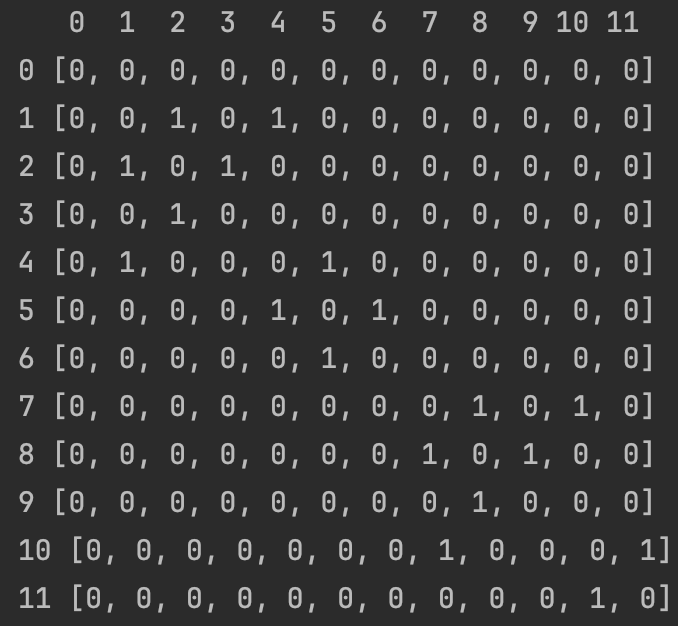 0 1 2 3 4 5 6 7 8 9 10 11
0 [0, 0, 0, 0, 0, 0, 0, 0, 0, 0, 0, 0]
1 [0, 0, 1, 0, 1, 0, 0, 0, 0, 0, 0, 0]
2 [0, 1, 0, 1, 0, 0, 0, 0, 0, 0, 0, 0]
3 [0, 0, 1, 0, 0, 0, 0, 0, 0, 0, 0, 0]
4 [0, 1, 0, 0, 0, 1, 0, 0, 0, 0, 0, 0]
5 [0, 0, 0, 0, 1, 0, 1, 0, 0, 0, 0, 0]
6 [0, 0, 0, 0, 0, 1, 0, 0, 0, 0, 0, 0]
7 [0, 0, 0, 0, 0, 0, 0, 0, 1, 0, 1, 0]
8 [0, 0, 0, 0, 0, 0, 0, 1, 0, 1, 0, 0]
9 [0, 0, 0, 0, 0, 0, 0, 0, 1, 0, 0, 0]
10 [0, 0, 0, 0, 0, 0, 0, 1, 0, 0, 0, 1]
11 [0, 0, 0, 0, 0, 0, 0, 0, 0, 0, 1, 0]